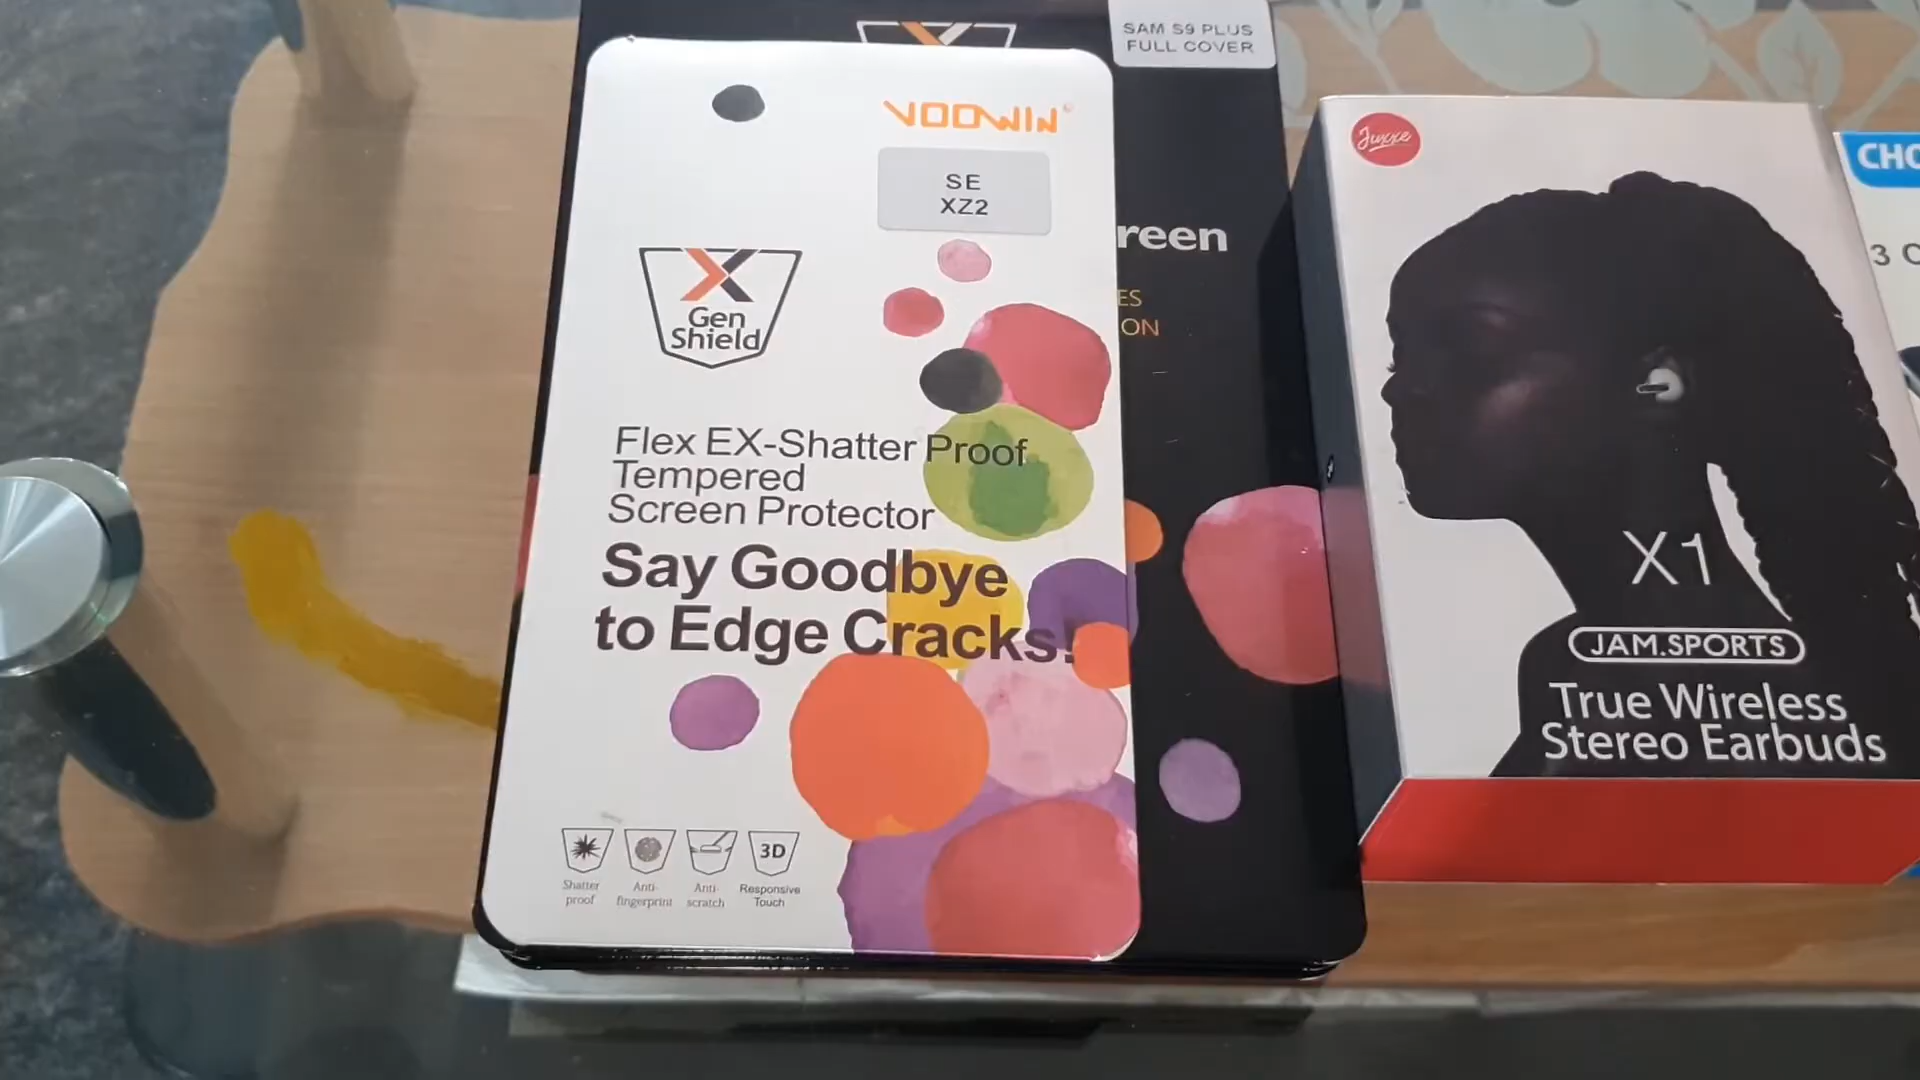 SAM S9 PLUS
FULL COVER
VOOWIN
SE
XZ2
X
Gen
Shield
Flex EX-Shatter Proof
Tempered
Screen Protector
Say Goodbye
to Edge Cracks!
Shatter
proof
Anti-
fingerprint
Anti-
scratch
3D
Responsive
Touch
reen
ES
ON
Juxxe
X1
JAM.SPORTS
True Wireless
Stereo Earbuds
CHO
3 C